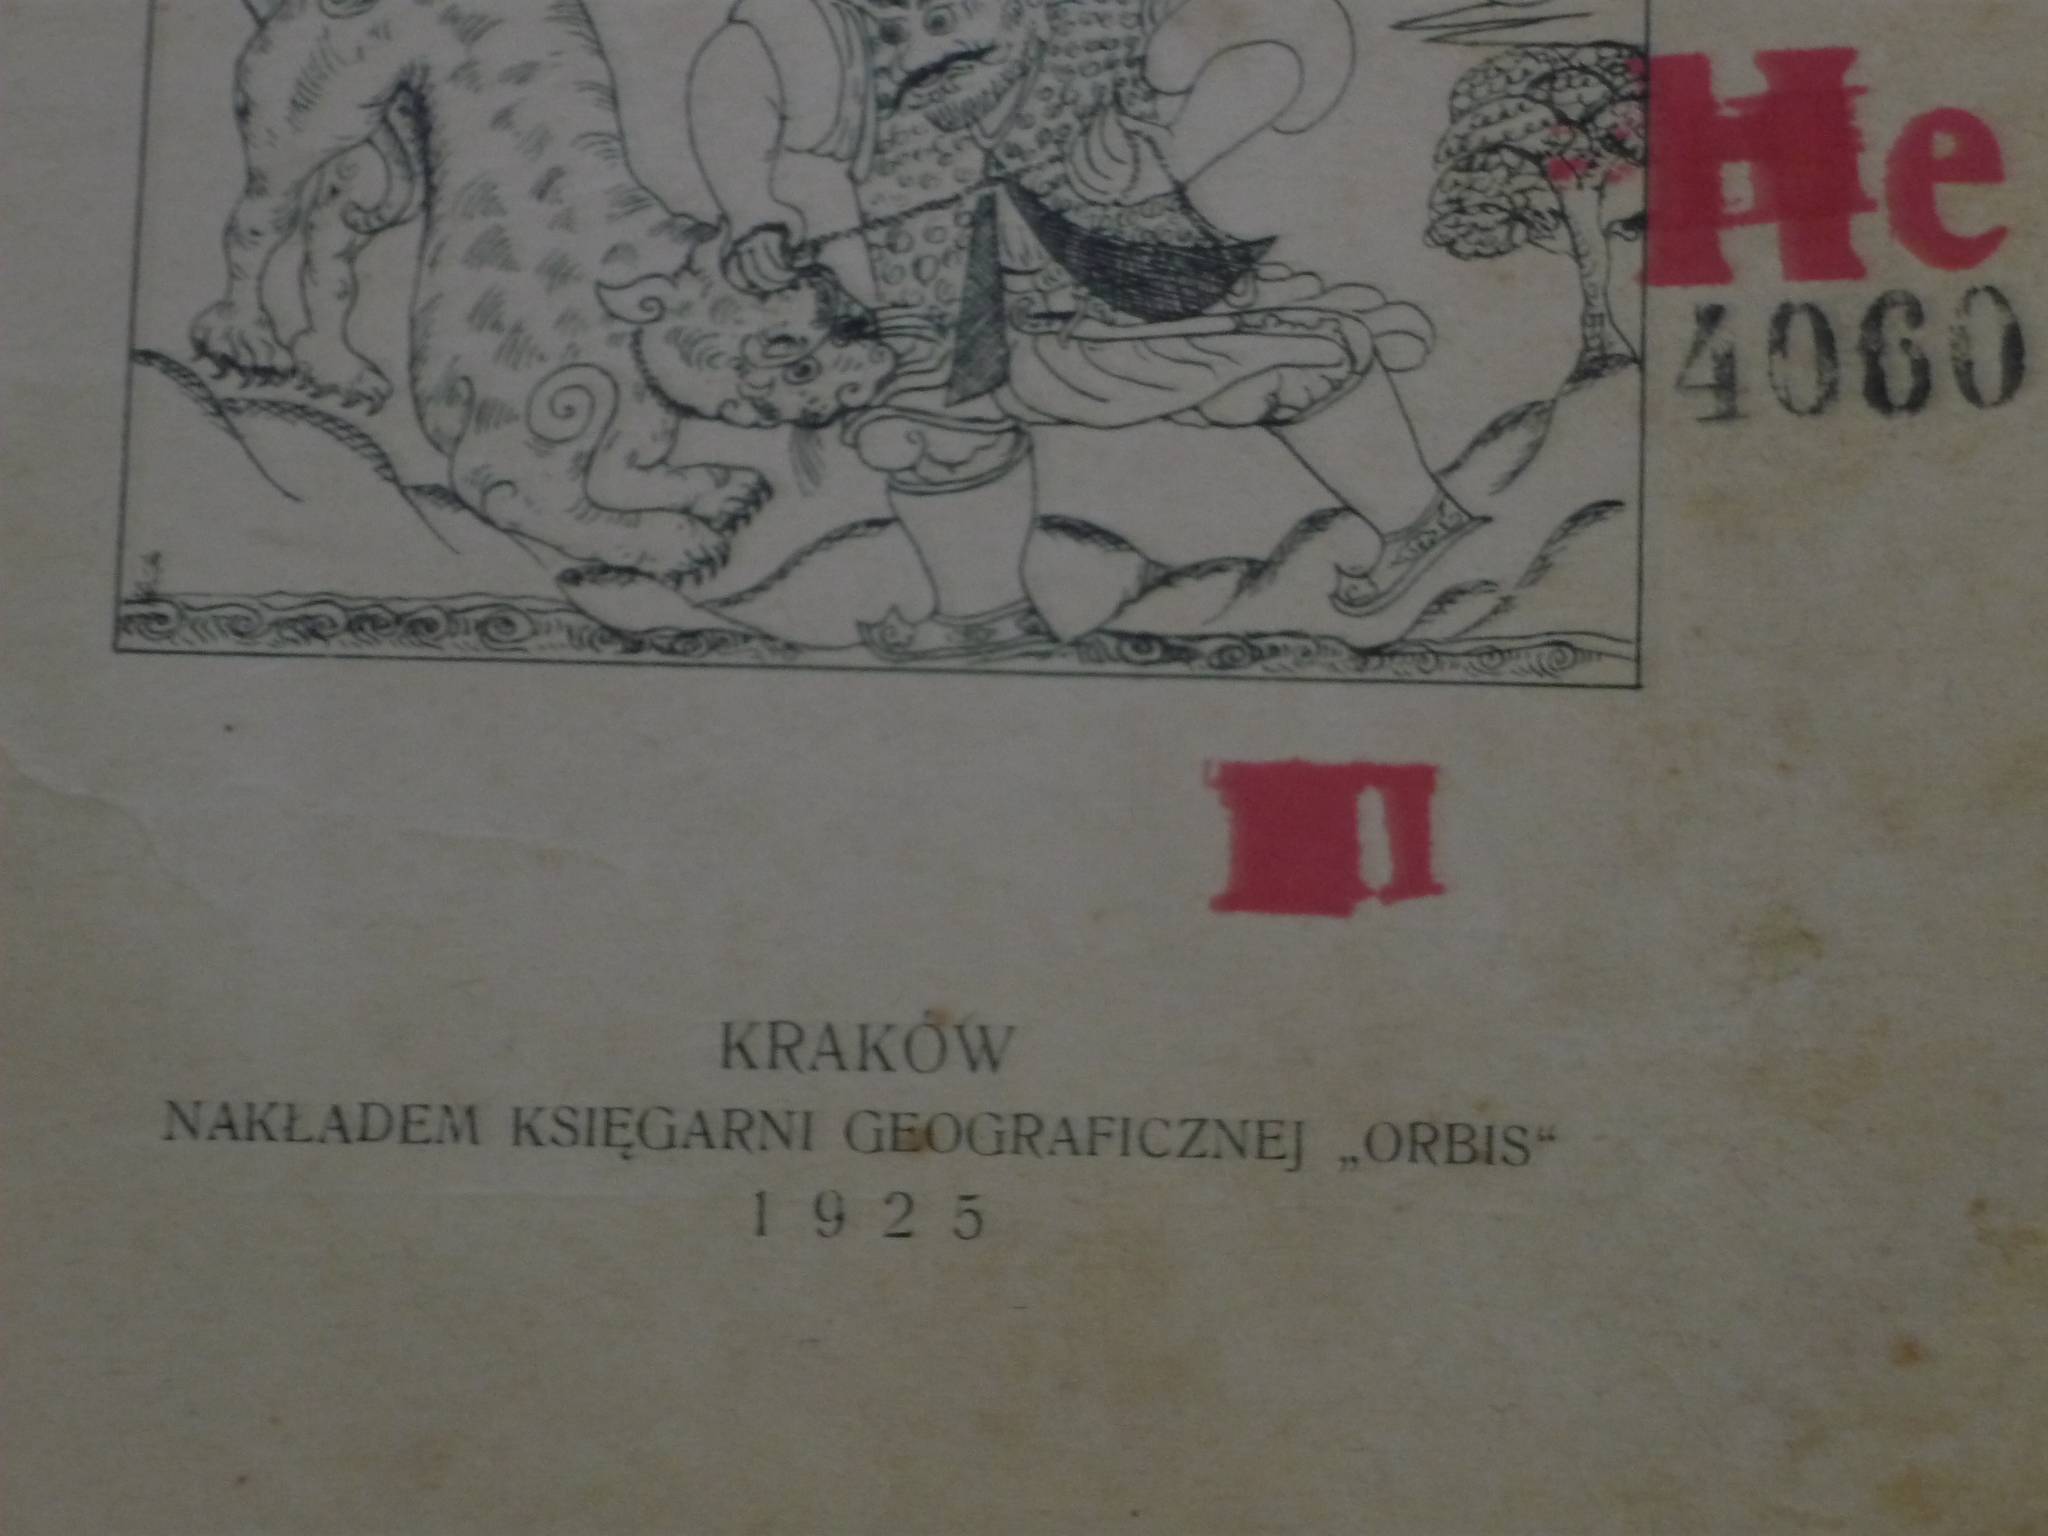 He
4060
KRAKÓW
NAKŁADEM KSIĘGARNI GEOGRAFICZNEJ „ORBIS“
1925